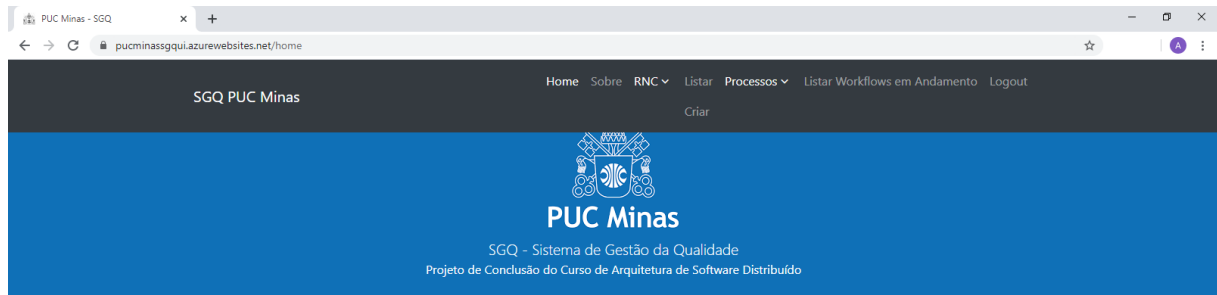 PUC Minas - SGQ
pucminassgqui.azurewebsites.net/home
A
SGQ PUC Minas
Home Sobre RNC Listar Processos Listar Workflows em Andamento Logout
Criar
PUC Minas
SGQ - Sistema de Gestão da Qualidade
Projeto de Conclusão do Curso de Arquitetura de Software Distribuído